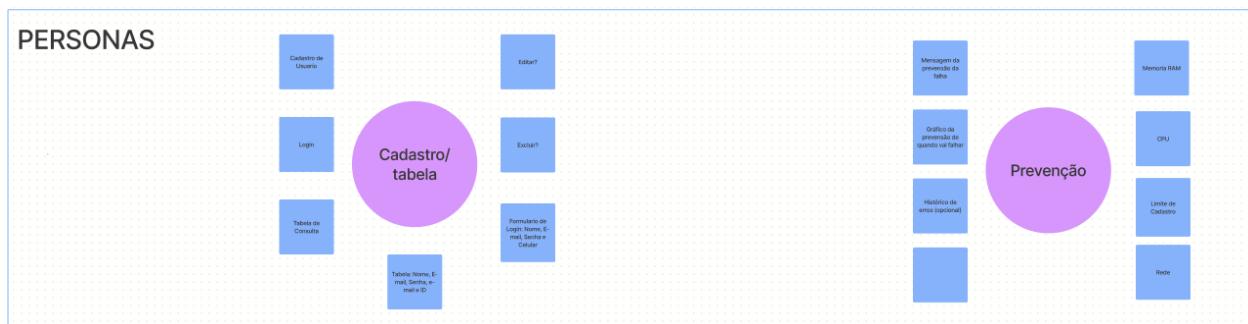 PERSONAS
Cadastro de
Usuario
Editar?
Login
Cadastro/
tabela
Excluir?
Tabela de
Consulta
Formulario de
Login: Nome, E-
mail, Senha e
Celular
Tabela: Nome, E-
mail, Senha, e-
mail e ID
Mensagem da
prevensão da
falha
Memoria RAM
Gráfico da
prevensão de
quando vai falhar
Prevenção
CPU
Histórico de
erros (opcional)
Limite de
Cadastro
Rede